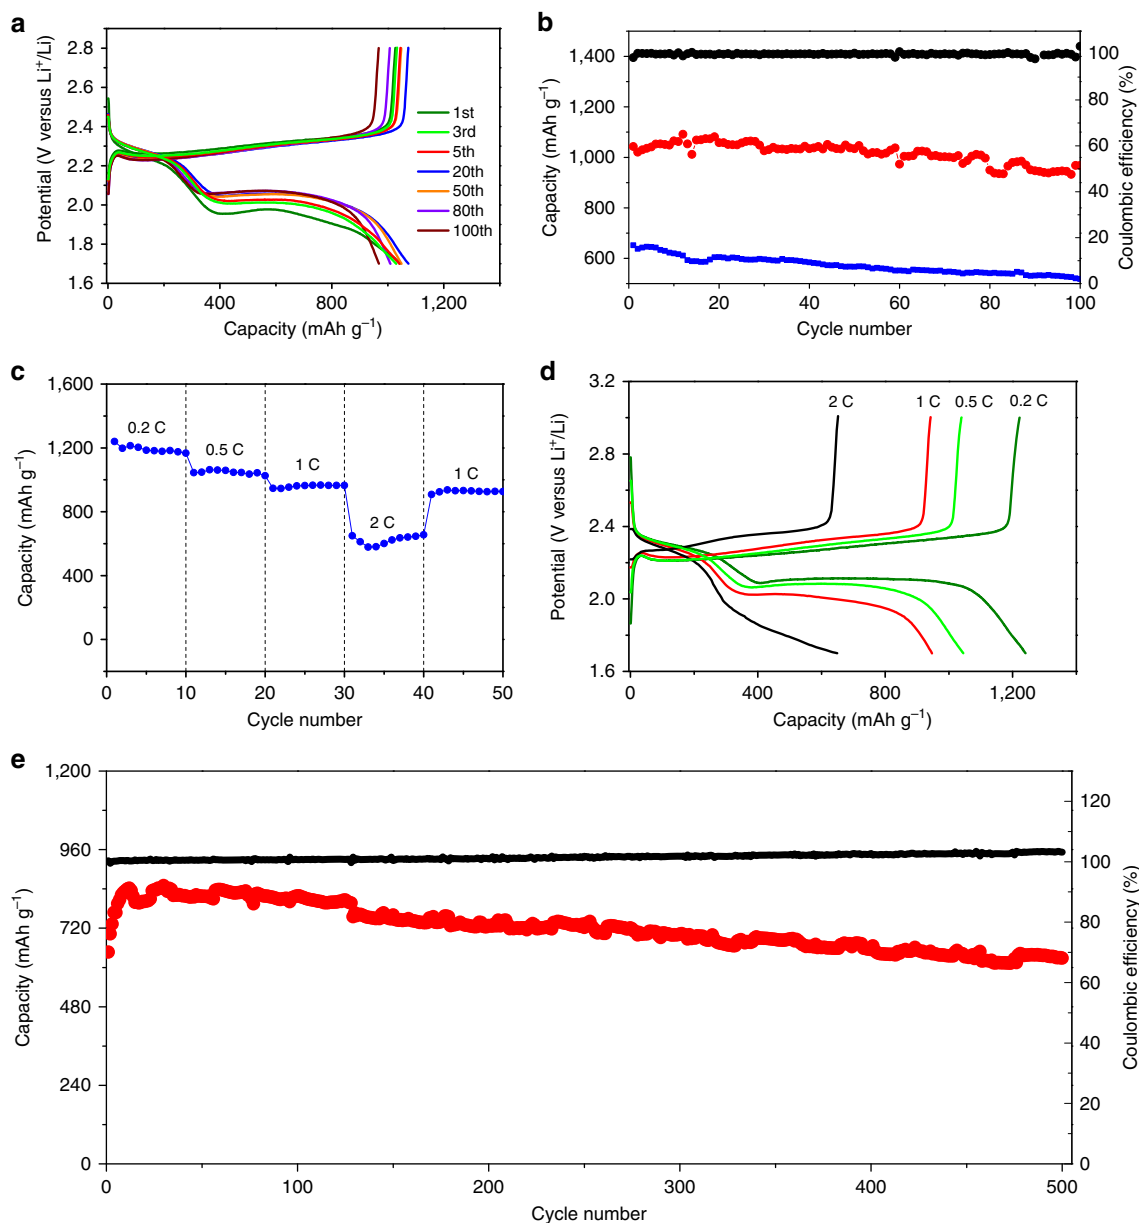 a
Potential (V versus Li⁺/Li)
2.8
2.4
2.2
2.0
1.8
1.6
2.6
0
400
800
1,200
Capacity (mAh g⁻¹)
1st
3rd
5th
20th
50th
80th
100th
b
Capacity (mAh g⁻¹)
1,400
1,200
1,000
800
600
0
20
40
60
80
100
Cycle number
100
80
60
40
20
0
Coulombic efficiency (%)
c
Capacity (mAh g⁻¹)
1,600
1,200
800
400
0
0.2 C
0.5 C
1 C
2 C
1 C
0
10
20
30
40
50
Cycle number
d
Potential (V versus Li⁺/Li)
3.2
2.8
2.4
2.0
1.6
2 C
1 C
0.5 C
0.2 C
0
400
800
1,200
Capacity (mAh g⁻¹)
e
Capacity (mAh g⁻¹)
1,200
960
720
480
240
0
0
100
200
300
400
500
Cycle number
120
100
80
60
40
20
0
Coulombic efficiency (%)